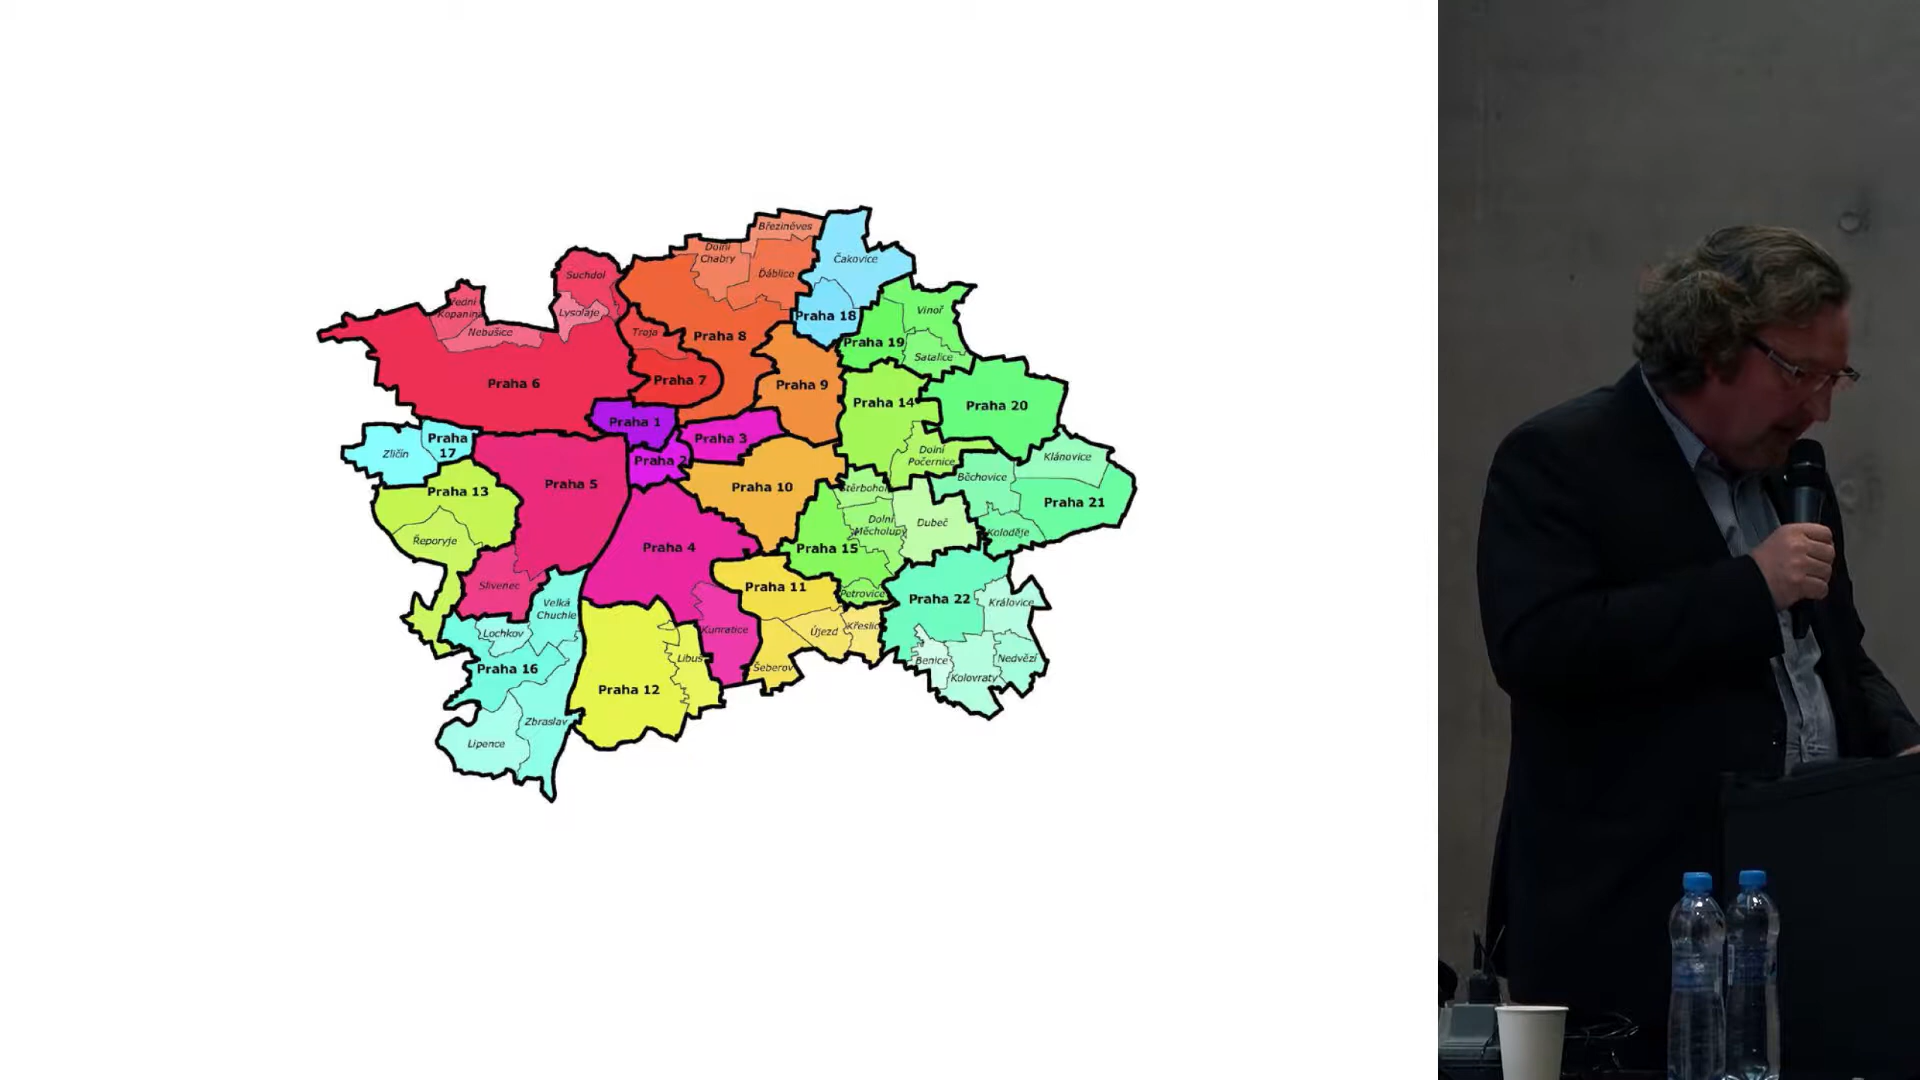 Březiněves
Dolní
Chabry
Ďáblice
Čakovice
Suchdol
Lysolaje
Kopanina
Nebušice
Troja
Praha 8
Praha 18
Vinoř
Praha 19
Satalice
Praha 6
Praha 7
Praha 9
Praha 14
Praha 20
Praha 1
Praha 3
Praha
17
Zličín
Praha 2
Dolní
Počernice
Klánovice
Běchovice
Praha 13
Praha 5
Praha 10
Praha 21
Dolní
Měcholupy
Dubeč
Koloděje
Řeporyje
Praha 4
Praha 15
Slivenec
Praha 11
Petrovice
Praha 22
Královice
Velká
Chuchle
Lochkov
Kunratice
Újezd
Praha 16
Šeberov
Benice
Nedvězí
Kolovraty
Praha 12
Zbraslav
Lipence